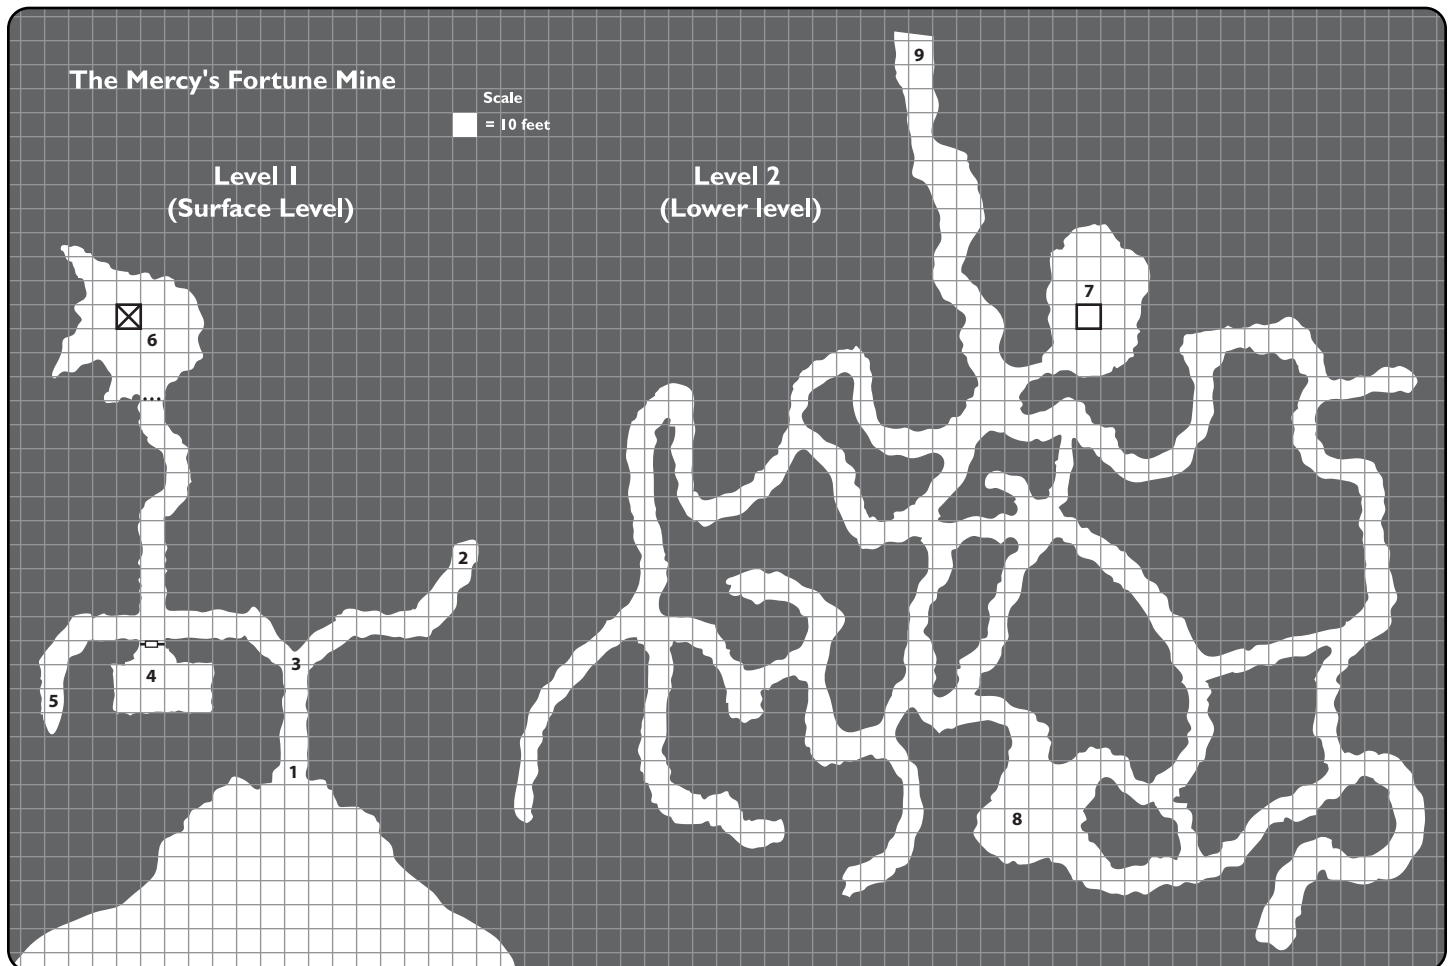 The Mercy's Fortune Mine
Scale
= 10 feet
Level 1
(Surface Level)
Level 2
(Lower level)
9
7
6
2
3
4
5
1
8